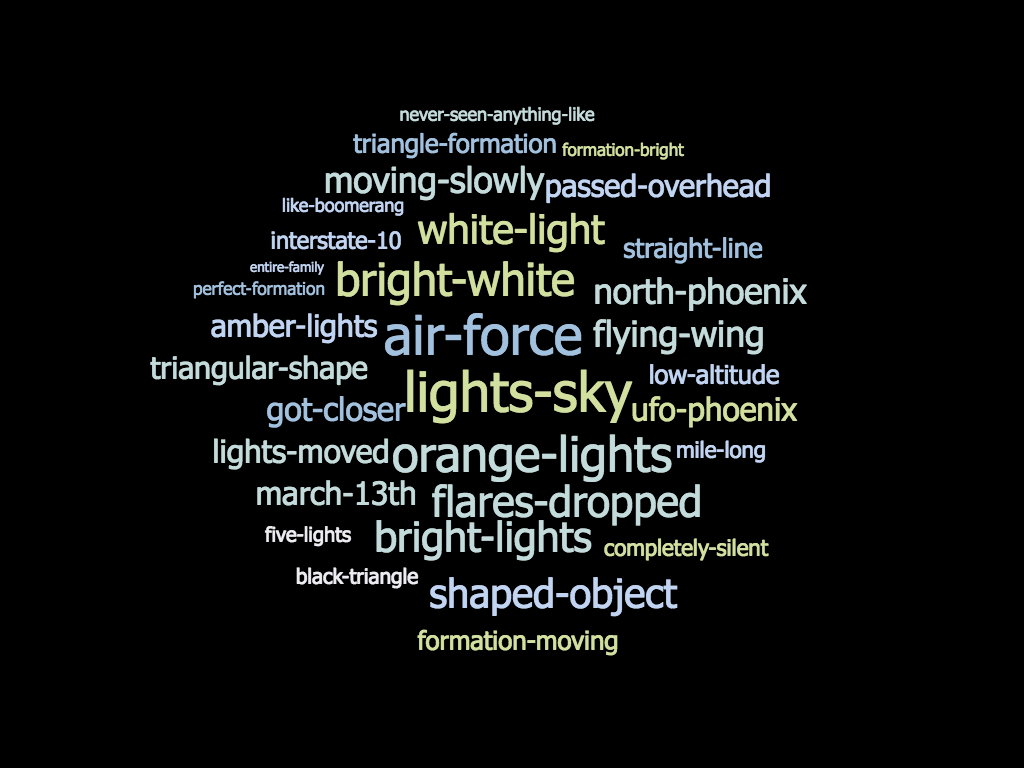 never-seen-anything-like
triangle-formation formation-bright
moving-slowly passed-overhead
like-boomerang
white-light
interstate-10 straight-line
entire-family
bright-white
perfect-formation north-phoenix
amber-lights air-force flying-wing
triangular-shape low-altitude
lights-sky
got-closer ufo-phoenix
lights-moved orange-lights mile-long
march-13th flares-dropped
five-lights bright-lights completely-silent
black-triangle
shaped-object
formation-moving